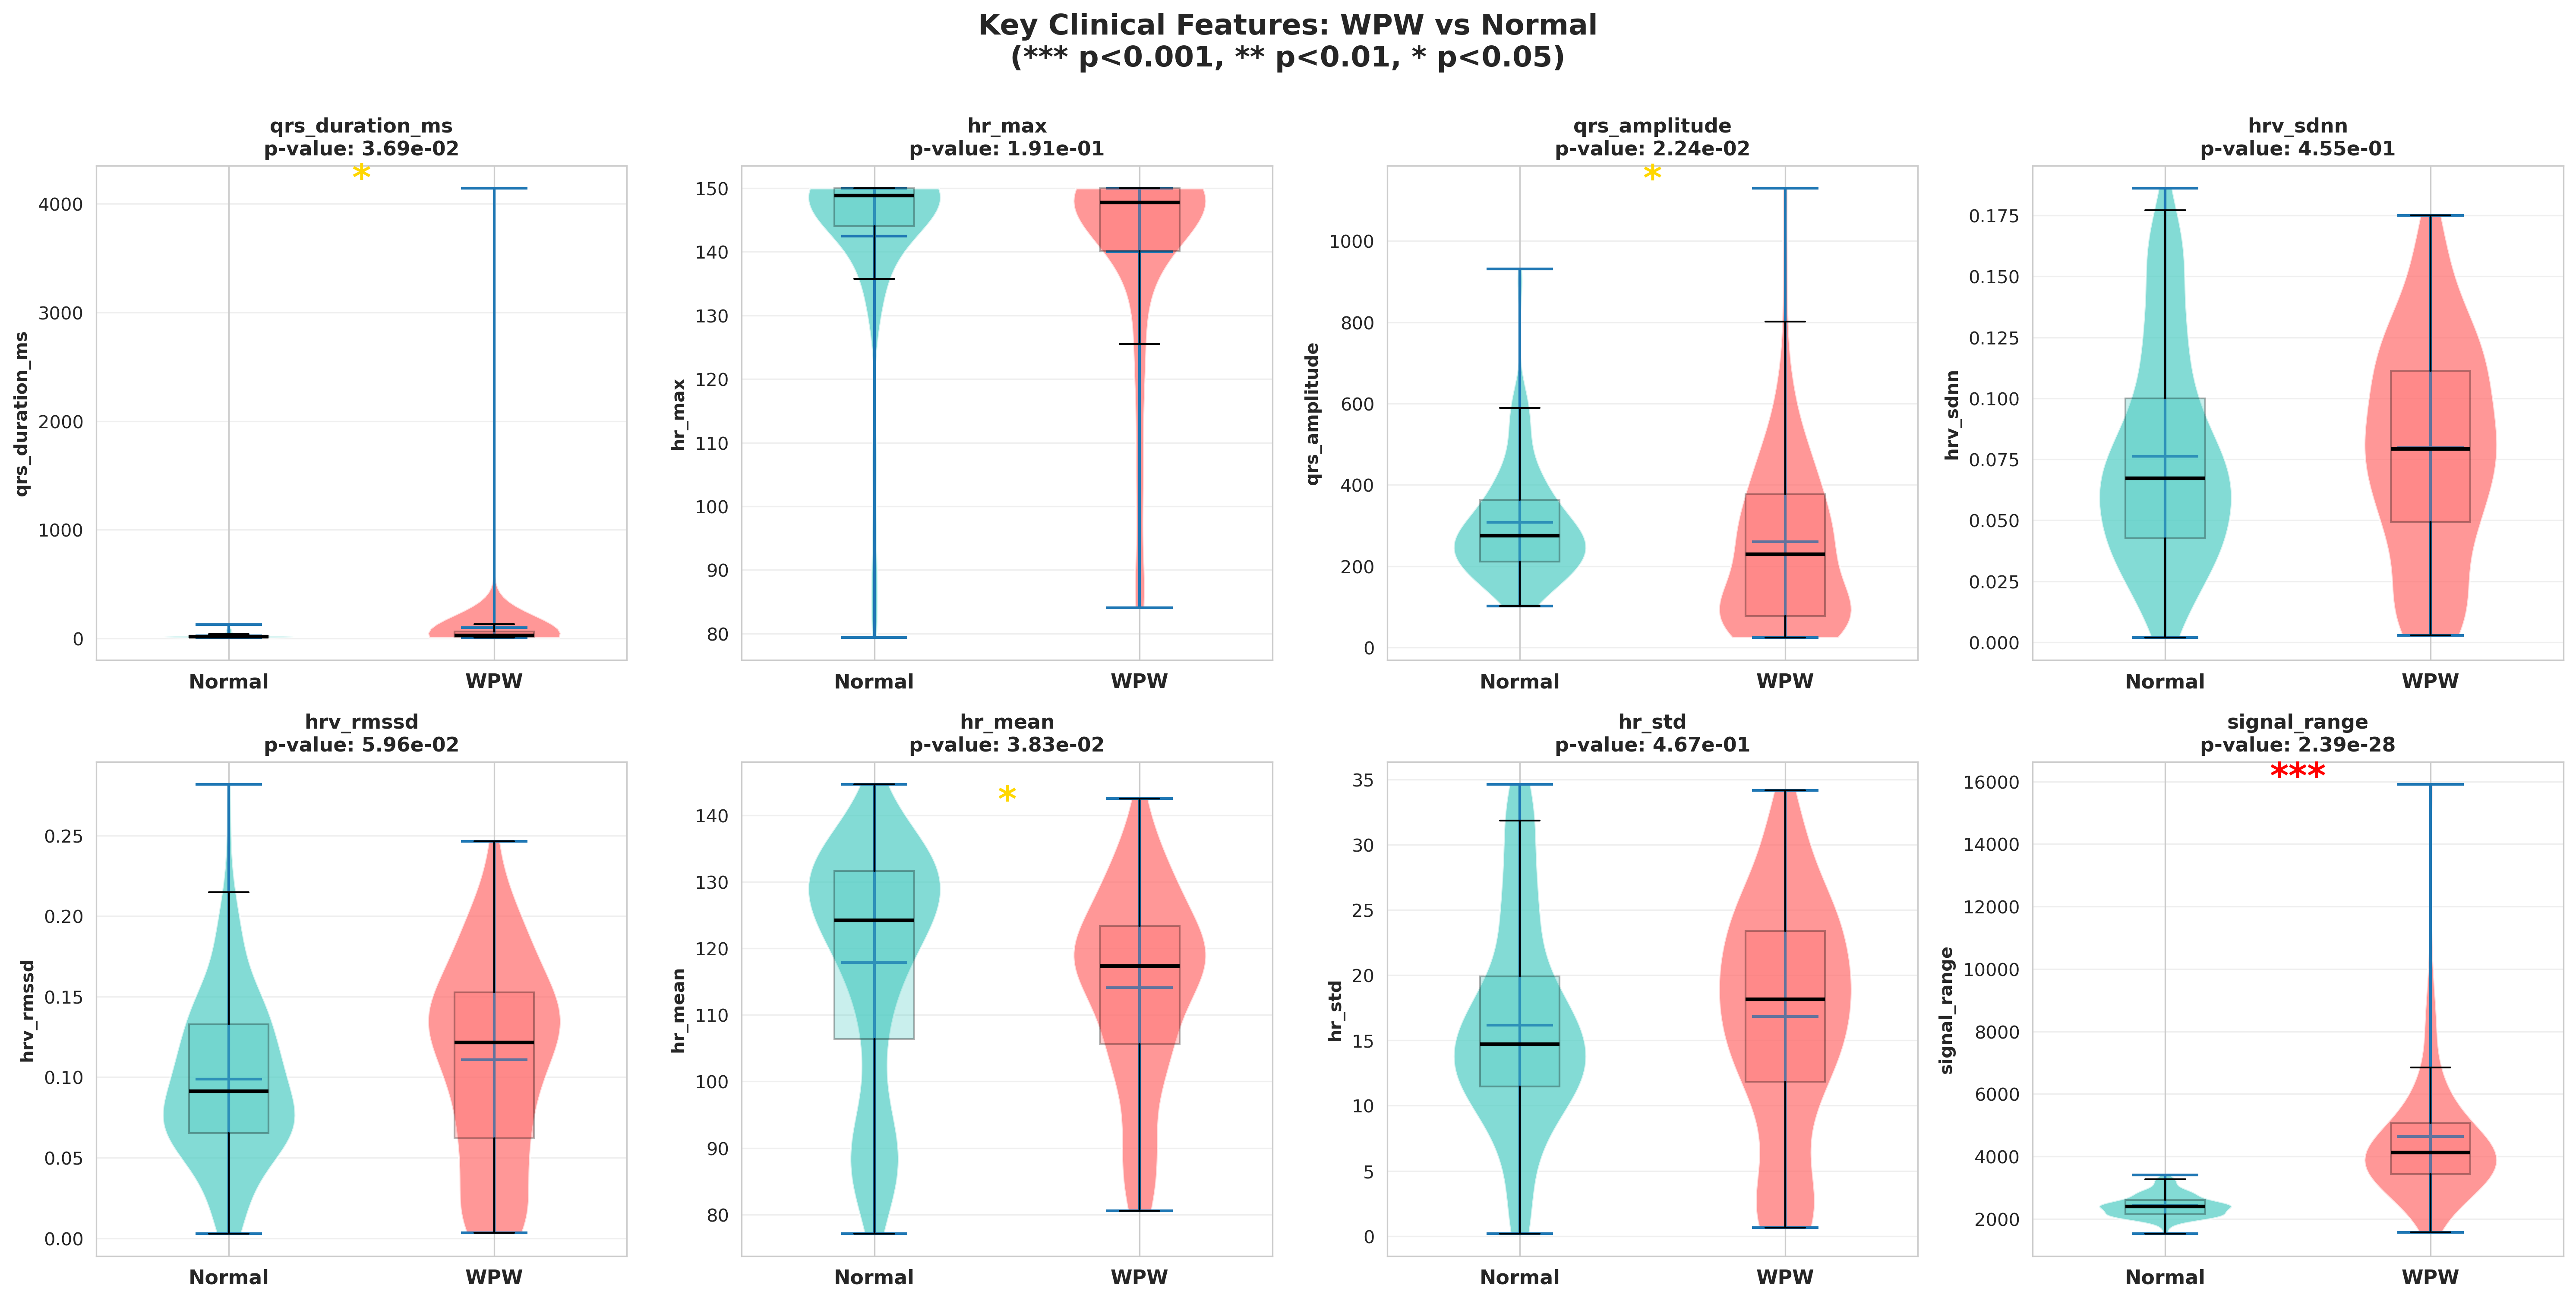 Key Clinical Features: WPW vs Normal
(*** p<0.001, ** p<0.01, * p<0.05)
qrs_duration_ms
p-value: 3.69e-02
*
qrs_duration_ms
4000
3000
2000
1000
0
Normal
WPW
hr_max
p-value: 1.91e-01
hr_max
150
140
130
120
110
100
90
80
Normal
WPW
qrs_amplitude
p-value: 2.24e-02
*
qrs_amplitude
1000
800
600
400
200
0
Normal
WPW
hrv_sdnn
p-value: 4.55e-01
hrv_sdnn
0.175
0.150
0.125
0.100
0.075
0.050
0.025
0.000
Normal
WPW
hrv_rmssd
p-value: 5.96e-02
hrv_rmssd
0.25
0.20
0.15
0.10
0.05
0.00
Normal
WPW
hr_mean
p-value: 3.83e-02
*
hr_mean
140
130
120
110
100
90
80
Normal
WPW
hr_std
p-value: 4.67e-01
hr_std
35
30
25
20
15
10
5
0
Normal
WPW
signal_range
p-value: 2.39e-28
***
signal_range
16000
14000
12000
10000
8000
6000
4000
2000
Normal
WPW